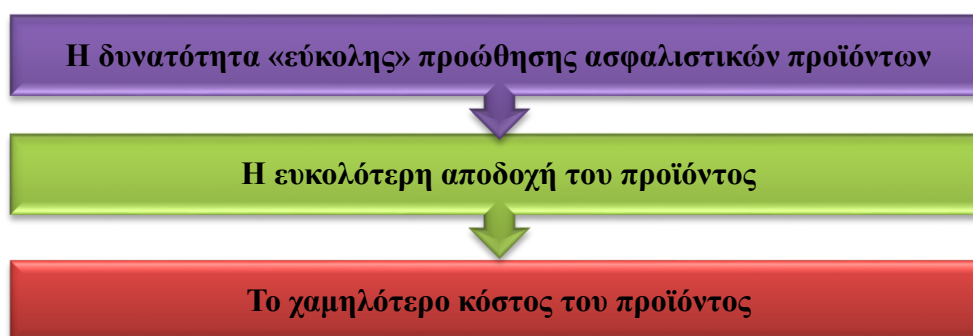 Η δυνατότητα «εύκολης» προώθησης ασφαλιστικών προϊόντων
Η ευκολότερη αποδοχή του προϊόντος
Το χαμηλότερο κόστος του προϊόντος